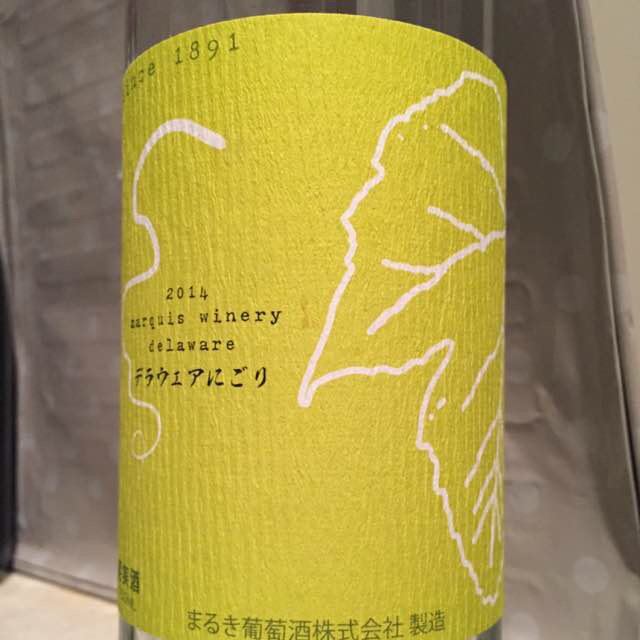 since 1891
2014
marquis winery
delaware
デラウェアにごり
まるき葡萄酒株式会社 製造